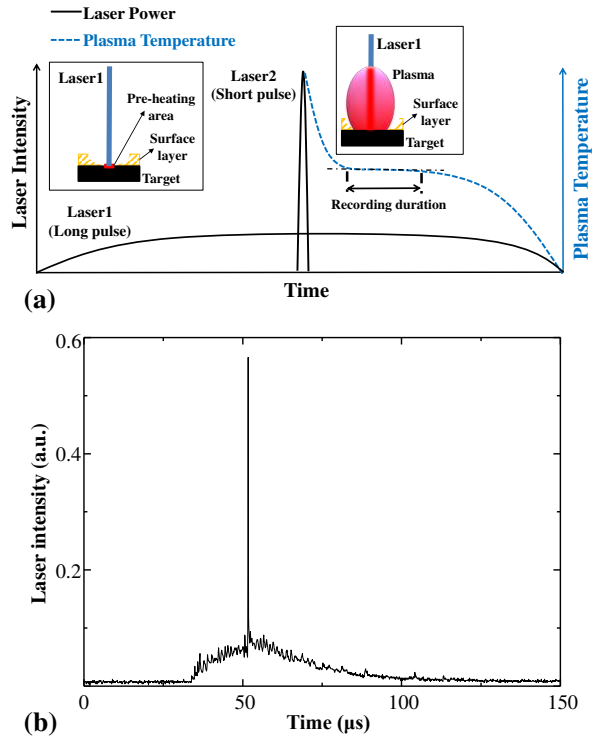 Laser Power
Plasma Temperature
Laser1
Pre-heating
area
Surface
layer
Target
Laser2
(Short pulse)
Laser1
Plasma
Surface
layer
Target
Recording duration
Laser1
(Long pulse)
Laser Intensity
Plasma Temperature
Time
(a)
0.6
0.4
0.2
Laser intensity (a.u.)
0
50
100
150
Time (μs)
(b)